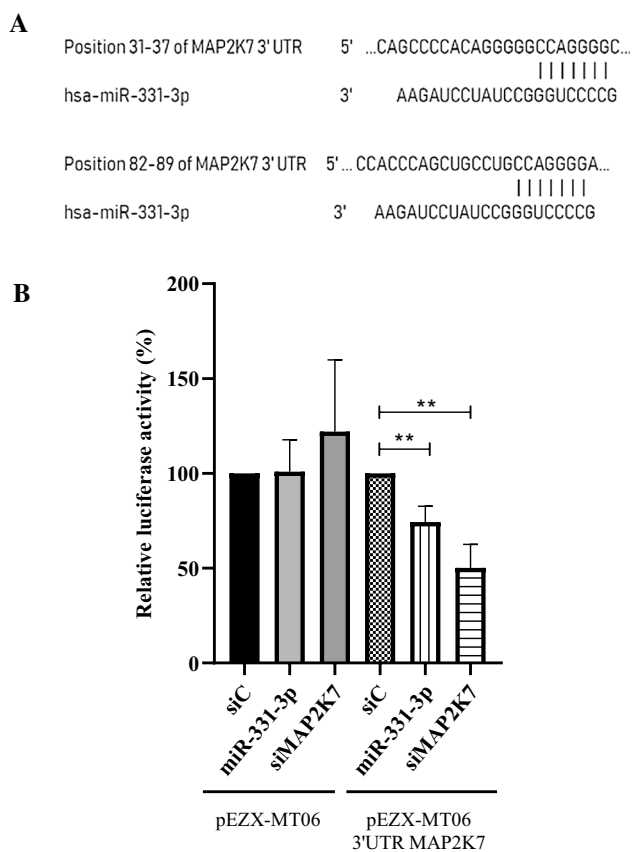 A
Position 31-37 of MAP2K7 3' UTR 5' ...CAGCCCCACAGGGGGCCAGGGGC...
hsa-miR-331-3p 3' AAGAUCCUAUCCGGGUCCCCG
Position 82-89 of MAP2K7 3' UTR 5'... CCACCCAGCUGCCUGCCAGGGGA...
hsa-miR-331-3p 3' AAGAUCCUAUCCGGGUCCCCG
B
Relative luciferase activity (%)
200
150
100
50
0
**
**
siC
miR-331-3p
siMAP2K7
siC
miR-331-3p
siMAP2K7
pEZX-MT06
pEZX-MT06
3'UTR MAP2K7